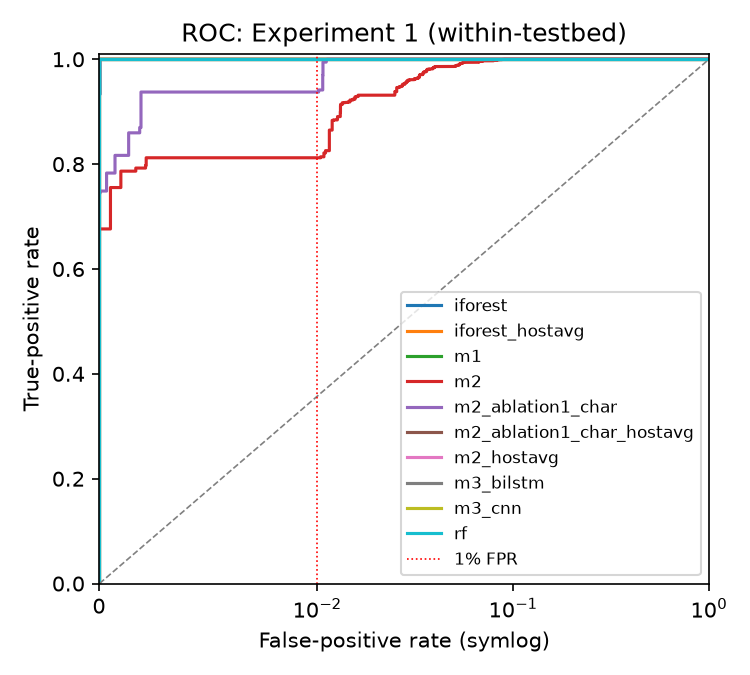 ROC: Experiment 1 (within-testbed)
True-positive rate
1.0
0.8
0.6
0.4
0.2
0.0
iforest
iforest_hostavg
m1
m2
m2_ablation1_char
m2_ablation1_char_hostavg
m2_hostavg
m3_bilstm
m3_cnn
rf
1% FPR
0 10⁻² 10⁻¹ 10⁰
False-positive rate (symlog)